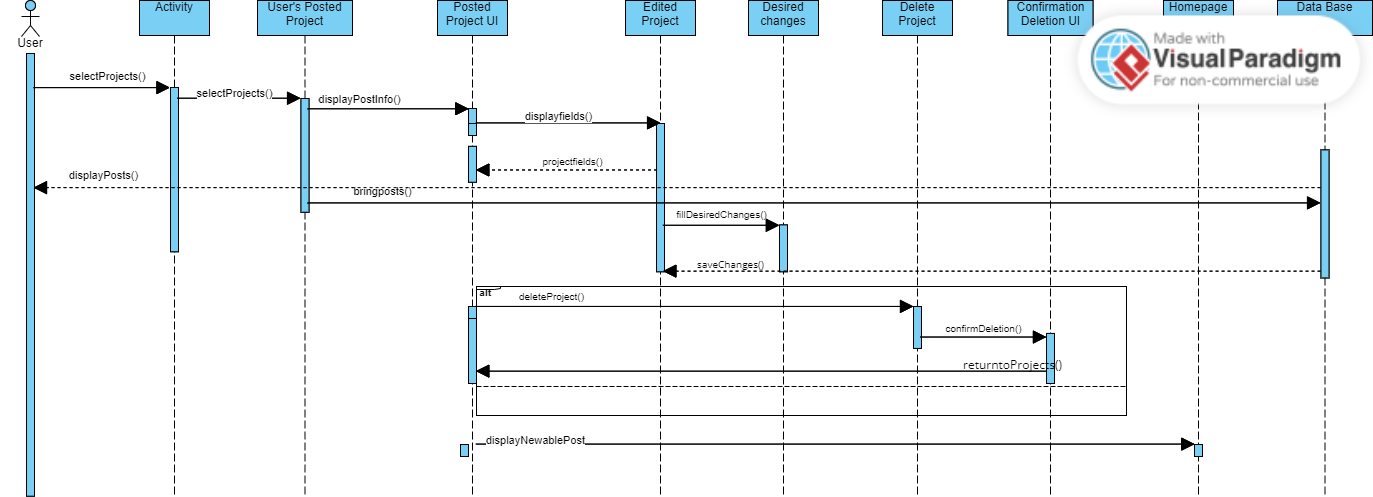 Activity
User's Posted
Project
Posted
Project UI
Edited
Project
Desired
changes
Delete
Project
Confirmation
Deletion UI
Homepage
Data Base
User
Made with
Visual Paradigm
For non-commercial use
selectProjects()
selectProjects()
displayPostInfo()
displayfields()
projectfields()
displayPosts()
bringposts()
fillDesiredChanges()
saveChanges()
alt
deleteProject()
confirmDeletion()
returntoProjects()
displayNewablePost